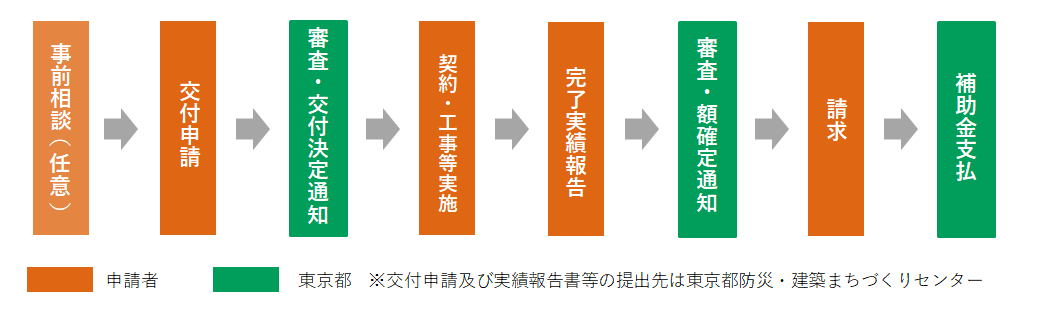 事前相談（任意）
交付申請
審査・交付決定通知
契約・工事等実施
完了実績報告
審査・額確定通知
請求
補助金支払
申請者
東京都　※交付申請及び実績報告書等の提出先は東京都防災・建築まちづくりセンター